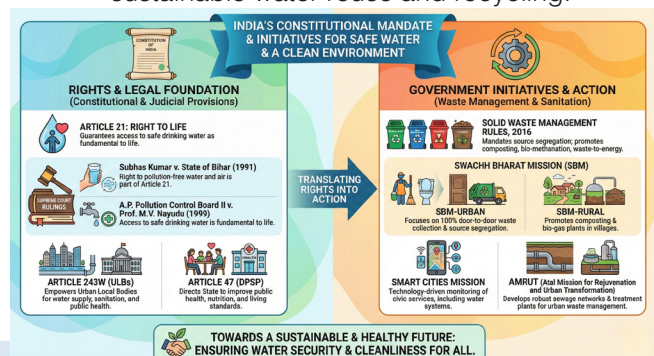 sustainable water reuse and recycling.
INDIA'S CONSTITUTIONAL MANDATE
& INITIATIVES FOR SAFE WATER
& A CLEAN ENVIRONMENT
CONSTITUTION
OF
INDIA
RIGHTS & LEGAL FOUNDATION
(Constitutional & Judicial Provisions)
ARTICLE 21: RIGHT TO LIFE
Guarantees access to safe drinking water as
fundamental to life.
SUPREME COURT
RULINGS
Subhas Kumar v. State of Bihar (1991)
Right to pollution-free water and air is
part of Article 21.
A.P. Pollution Control Board II v.
Prof. M.V. Nayudu (1999)
Access to safe drinking water is fundamental to life.
ARTICLE 243W (ULBs)
Empowers Urban Local Bodies
for water supply, sanitation, and
public health.
HEALTH
ARTICLE 47 (DPSP)
Directs State to improve public
health, nutrition, and living
standards.
TRANSLATING
RIGHTS INTO
ACTION
GOVERNMENT INITIATIVES & ACTION
(Waste Management & Sanitation)
SOLID WASTE MANAGEMENT
RULES, 2016
Mandates source segregation; promotes
composting, bio-methanation, waste-to-energy.
SWACHH BHARAT MISSION (SBM)
SBM-URBAN
Focuses on 100% door-to-door waste
collection & source segregation.
SBM-RURAL
Promotes composting &
bio-gas plants in villages.
SMART CITIES MISSION
Technology-driven monitoring of
civic services, including water
systems.
AMRUT (Atal Mission for Rejuvenation
and Urban Transformation)
Develops robust sewage networks & treatment
plants for urban waste management.
TOWARDS A SUSTAINABLE & HEALTHY FUTURE:
ENSURING WATER SECURITY & CLEANLINESS FOR ALL.